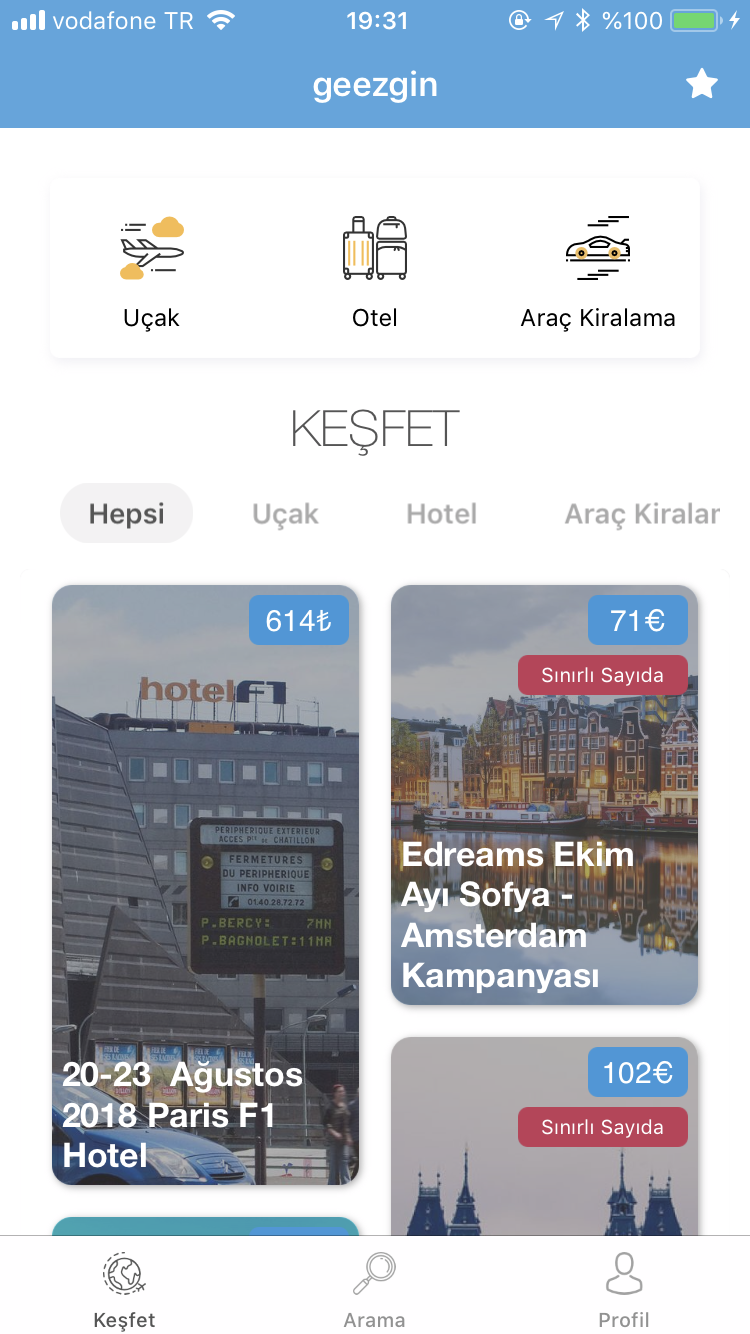 vodafone TR 19:31 %100
geezgin
Uçak Otel Araç Kiralama
KEŞFET
Hepsi Uçak Hotel Araç Kiralar
614₺
hotelF1
PERIPHERIQUE EXTERIEUR
ACCES Pte DE CHATILLON
FERMETURES
DU PERIPHERIQUE
INFO VOIRIE
01.40.28.72.72
P.BERCY: 7MN
P.BAGNOLET:11MN
20-23 Ağustos
2018 Paris F1
Hotel
71€
Sınırlı Sayıda
Edreams Ekim
Ayı Sofya -
Amsterdam
Kampanyası
102€
Sınırlı Sayıda
Keşfet Arama Profil